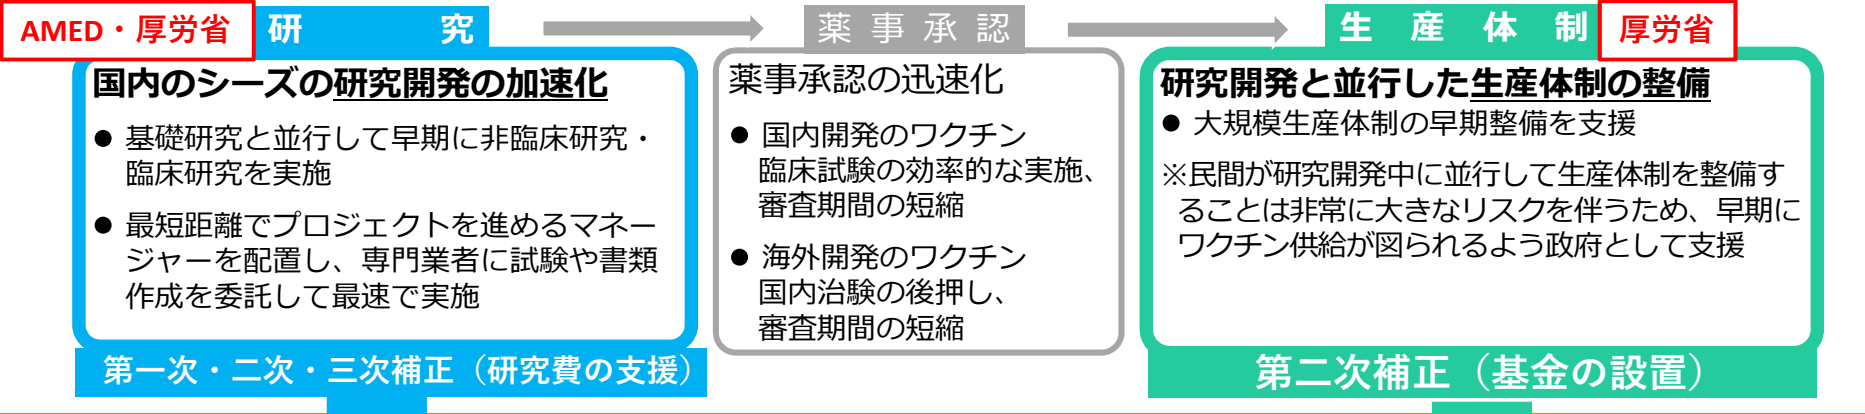 AMED・厚労省
研究
薬事承認
生産体制
厚労省
国内のシーズの研究開発の加速化
● 基礎研究と並行して早期に非臨床研究・
臨床研究を実施
● 最短距離でプロジェクトを進めるマネー
ジャーを配置し、専門業者に試験や書類
作成を委託して最速で実施
第一次・二次・三次補正（研究費の支援）
薬事承認の迅速化
● 国内開発のワクチン
臨床試験の効率的な実施、
審査期間の短縮
● 海外開発のワクチン
国内治験の後押し、
審査期間の短縮
研究開発と並行した生産体制の整備
● 大規模生産体制の早期整備を支援
※民間が研究開発中に並行して生産体制を整備す
ることは非常に大きなリスクを伴うため、早期に
ワクチン供給が図られるよう政府として支援
第二次補正（基金の設置）